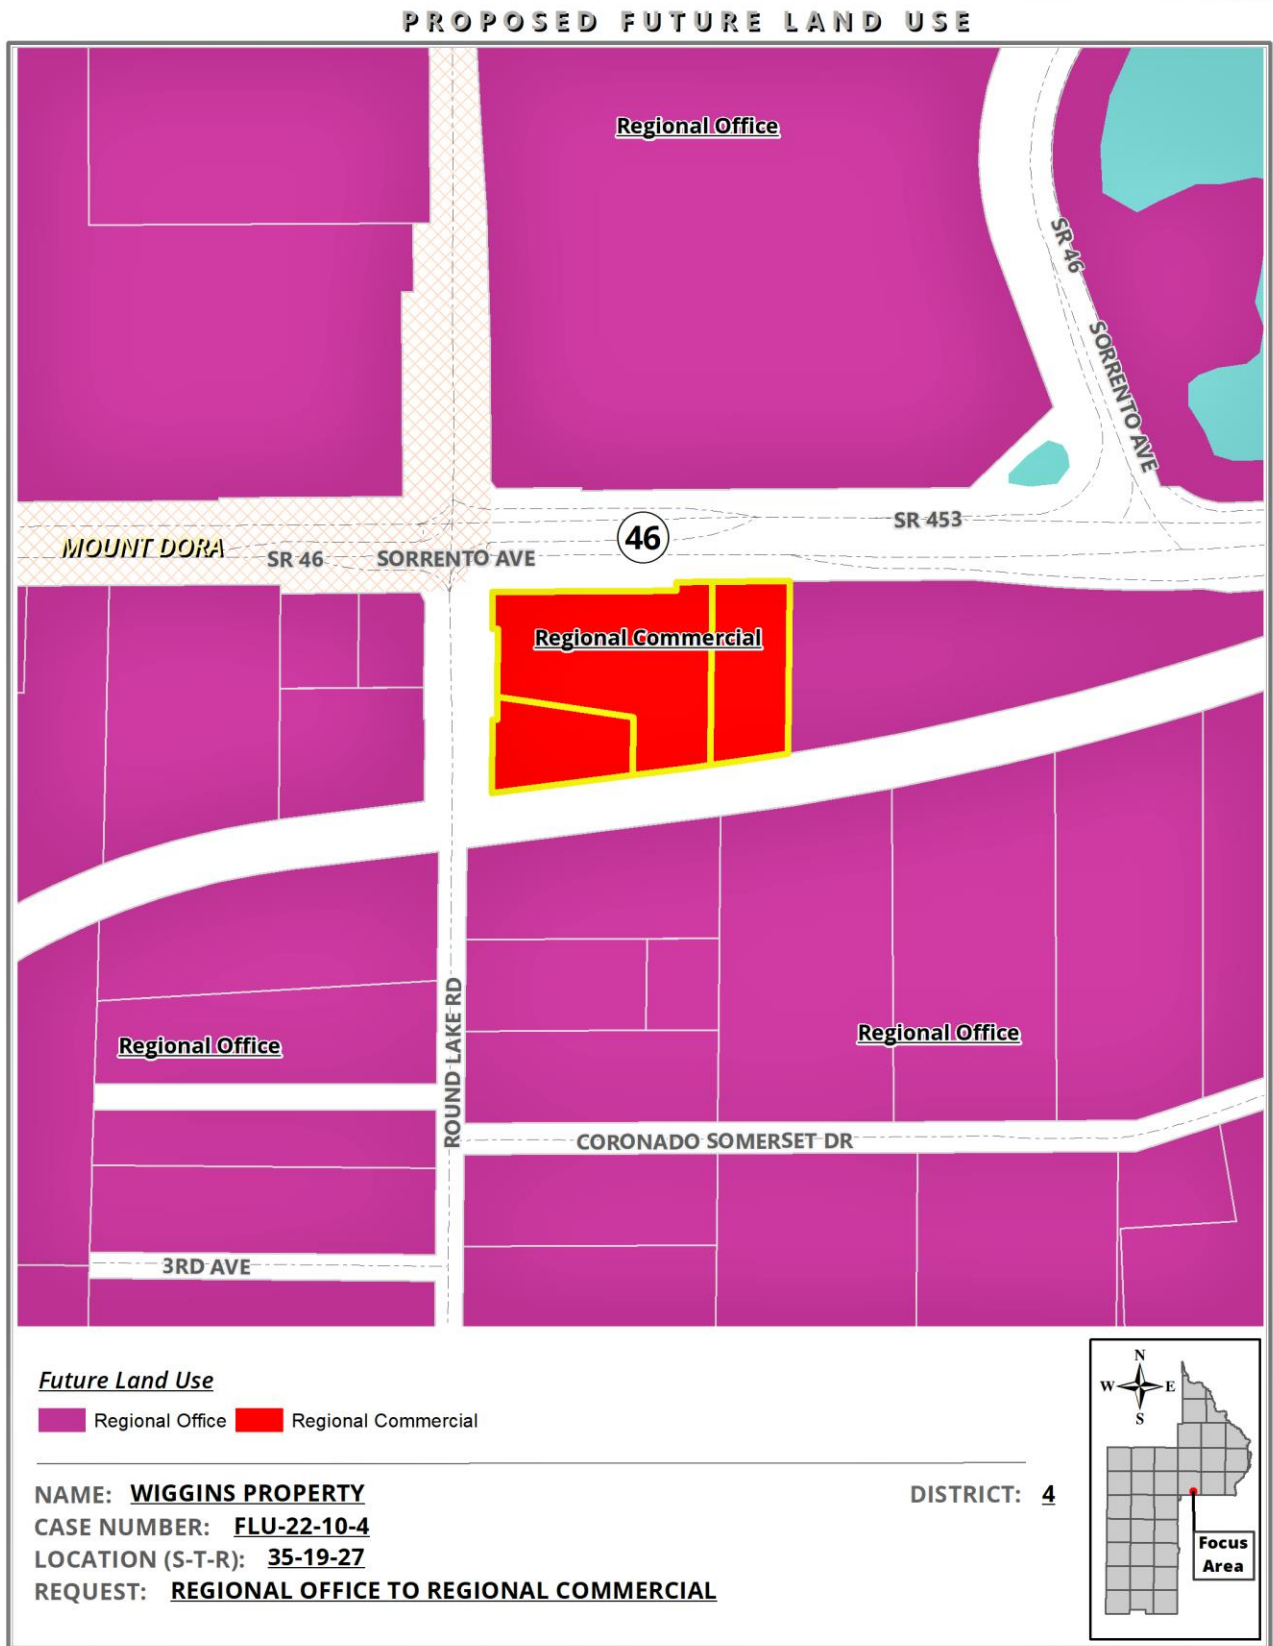 PROPOSED FUTURE LAND USE
Regional Office
SR 46
SORRENTO AVE
SR 453
46
MOUNT DORA
SR 46
SORRENTO AVE
Regional Commercial
ROUND LAKE RD
Regional Office
Regional Office
CORONADO SOMERSET DR
3RD AVE
Future Land Use
Regional Office
Regional Commercial
NAME: WIGGINS PROPERTY
DISTRICT: 4
CASE NUMBER: FLU-22-10-4
LOCATION (S-T-R): 35-19-27
REQUEST: REGIONAL OFFICE TO REGIONAL COMMERCIAL
N
W E
S
Focus
Area